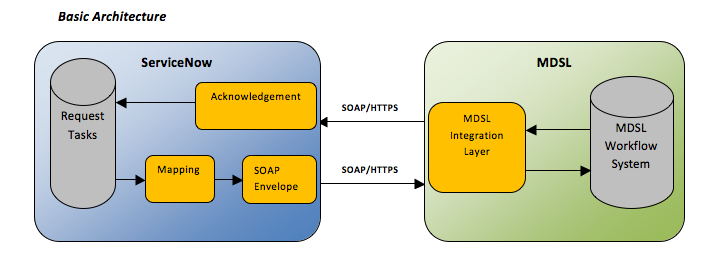 Basic Architecture
ServiceNow
MDSL
Request
Tasks
Acknowledgement
Mapping
SOAP
Envelope
SOAP/HTTPS
SOAP/HTTPS
MDSL
Integration
Layer
MDSL
Workflow
System